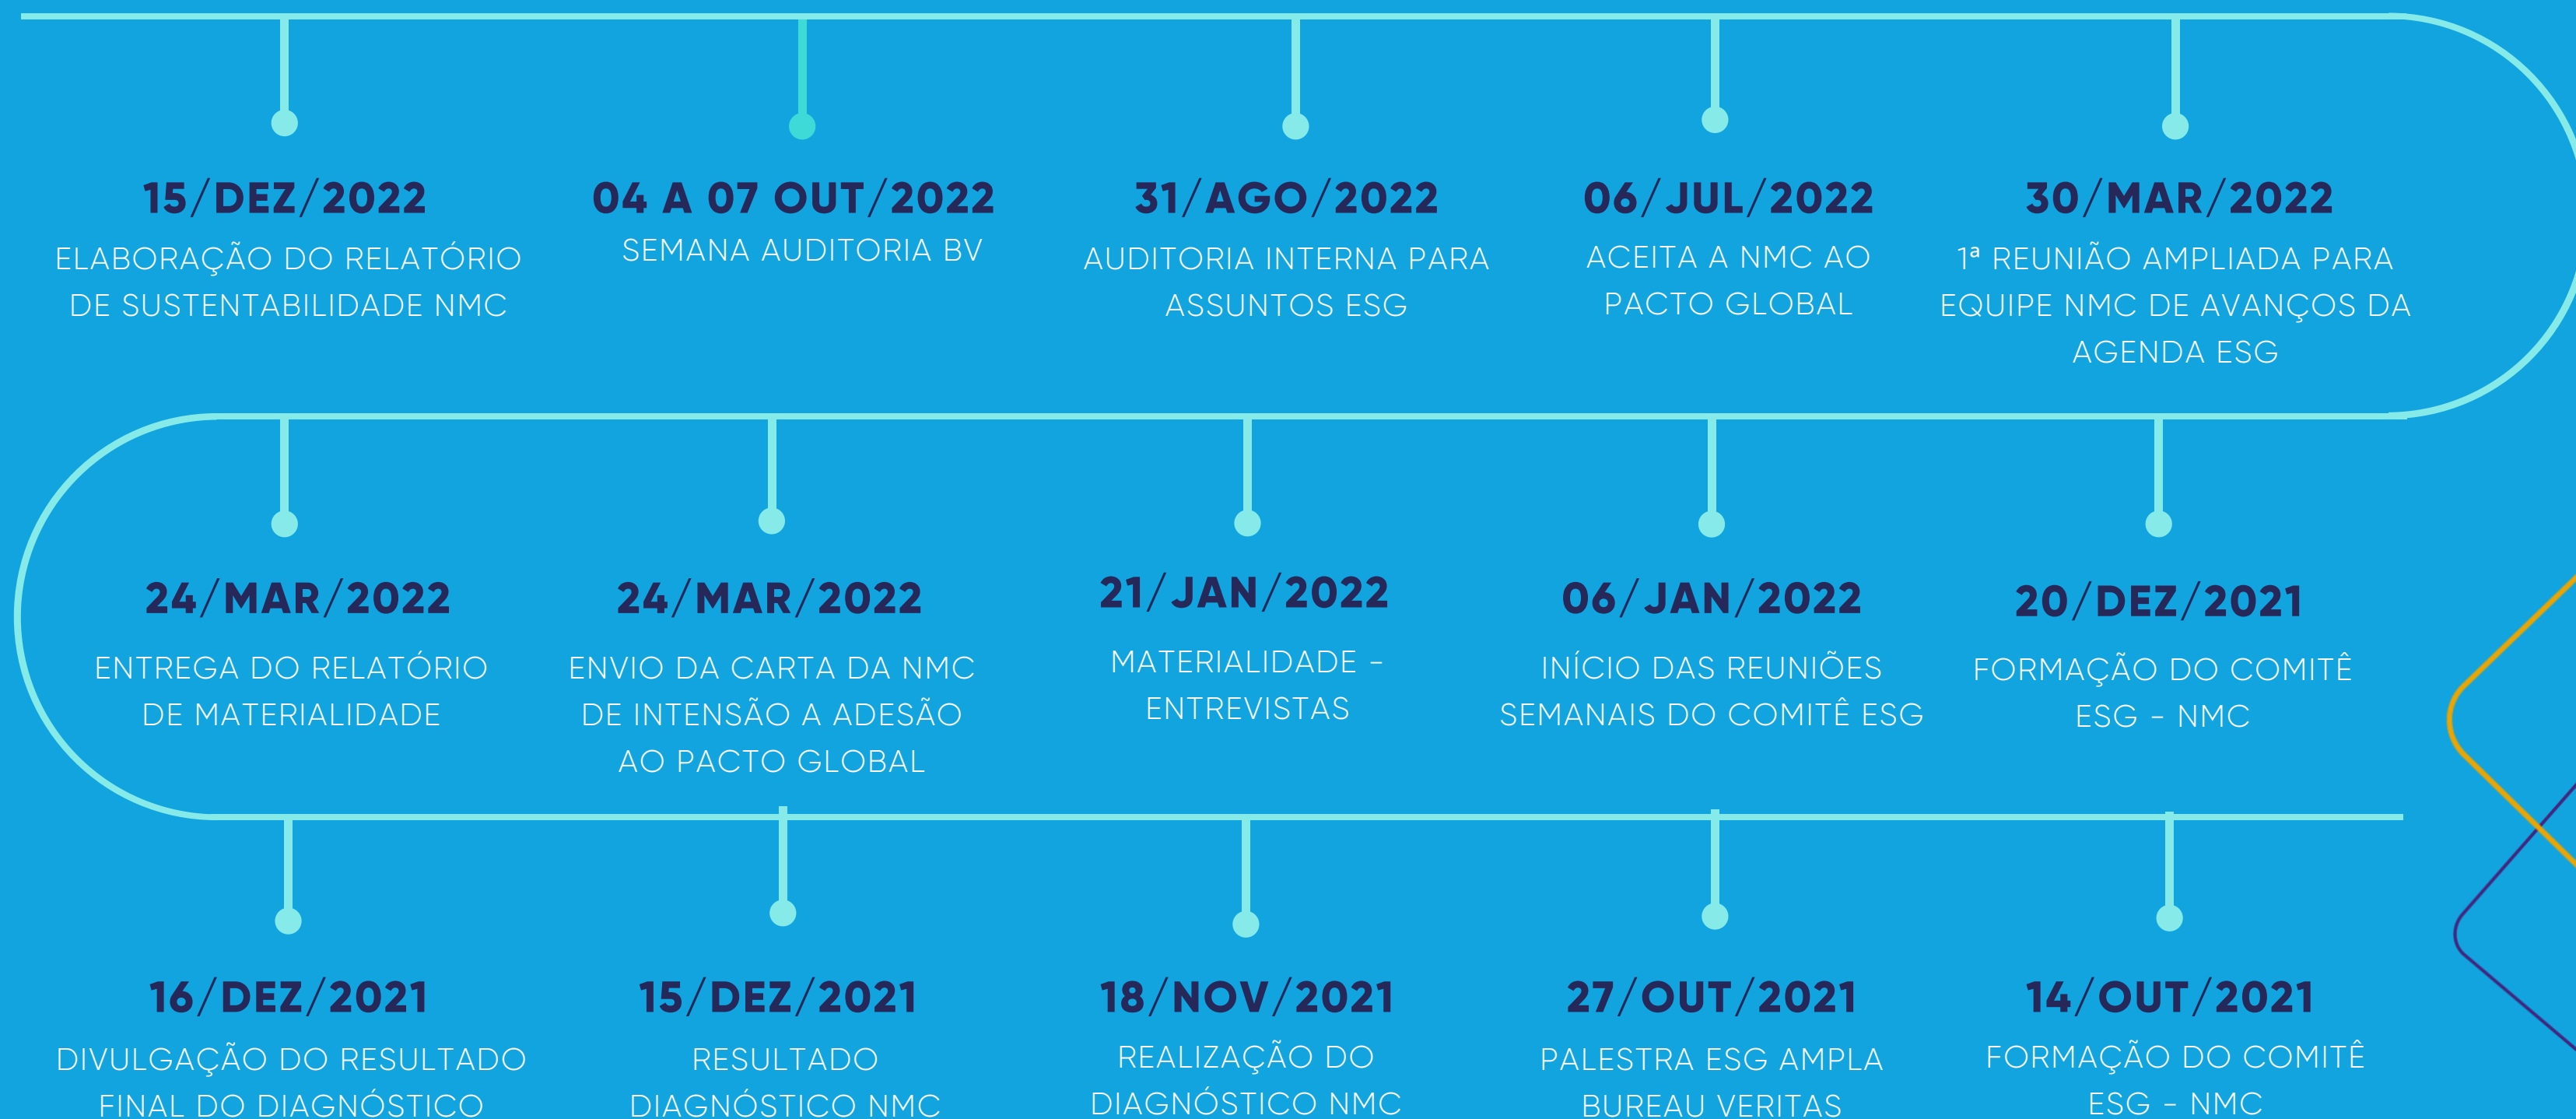 15/DEZ/2022
ELABORAÇÃO DO RELATÓRIO
DE SUSTENTABILIDADE NMC
04 A 07 OUT/2022
SEMANA AUDITORIA BV
31/AGO/2022
AUDITORIA INTERNA PARA
ASSUNTOS ESG
06/JUL/2022
ACEITA A NMC AO
PACTO GLOBAL
30/MAR/2022
1ª REUNIÃO AMPLIADA PARA
EQUIPE NMC DE AVANÇOS DA
AGENDA ESG
24/MAR/2022
ENTREGA DO RELATÓRIO
DE MATERIALIDADE
24/MAR/2022
ENVIO DA CARTA DA NMC
DE INTENSÃO A ADESÃO
AO PACTO GLOBAL
21/JAN/2022
MATERIALIDADE -
ENTREVISTAS
06/JAN/2022
INÍCIO DAS REUNIÕES
SEMANAIS DO COMITÊ ESG
20/DEZ/2021
FORMAÇÃO DO COMITÊ
ESG - NMC
16/DEZ/2021
DIVULGAÇÃO DO RESULTADO
FINAL DO DIAGNÓSTICO
15/DEZ/2021
RESULTADO
DIAGNÓSTICO NMC
18/NOV/2021
REALIZAÇÃO DO
DIAGNÓSTICO NMC
27/OUT/2021
PALESTRA ESG AMPLA
BUREAU VERITAS
14/OUT/2021
FORMAÇÃO DO COMITÊ
ESG - NMC